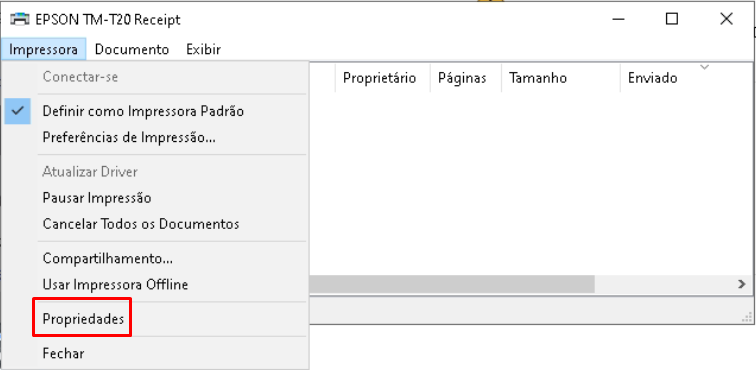 EPSON TM-T20 Receipt
Impressora Documento Exibir
Conectar-se
Proprietário Páginas Tamanho Enviado
Definir como Impressora Padrão
Preferências de Impressão...
Atualizar Driver
Pausar Impressão
Cancelar Todos os Documentos
Compartilhamento...
Usar Impressora Offline
Propriedades
Fechar